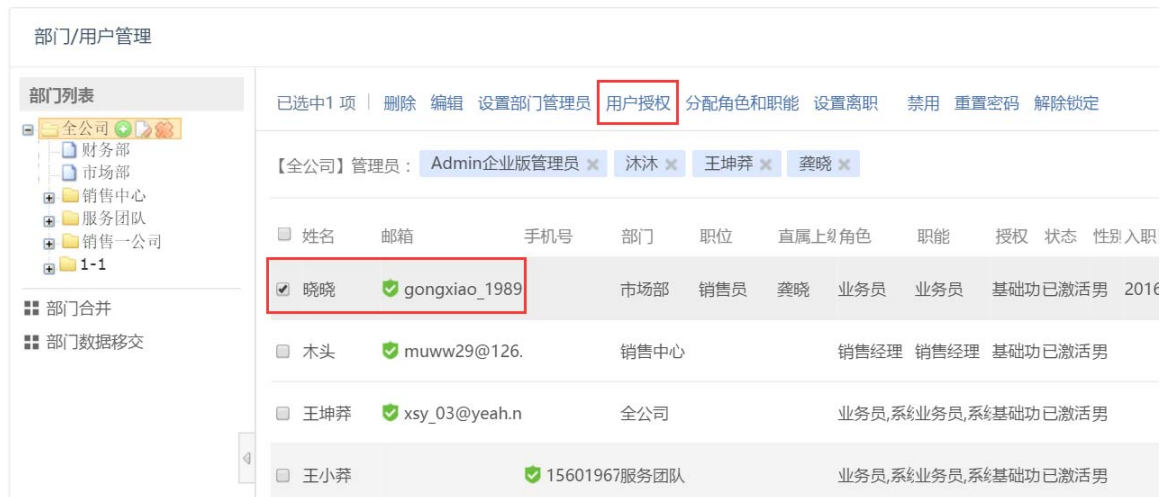 部门/用户管理
部门列表
全公司
财务部
市场部
销售中心
服务团队
销售一公司
1-1
部门合并
部门数据移交
已选中1 项 删除 编辑 设置部门管理员 用户授权 分配角色和职能 设置离职 禁用 重置密码 解除锁定
【全公司】管理员： Admin企业版管理员 沐沐 王坤莽 龚晓
姓名 邮箱 手机号 部门 职位 直属上级 角色 职能 授权 状态 性别 入职
晓晓 gongxiao_1989 市场部 销售员 龚晓 业务员 业务员 基础功 已激活 男 2016
木头 muww29@126. 销售中心 销售经理 销售经理 基础功 已激活 男
王坤莽 xsy_03@yeah.n 全公司 业务员,系统 业务员,系统 基础功 已激活 男
王小莽 15601967 服务团队 业务员,系统 业务员,系统 基础功 已激活 男